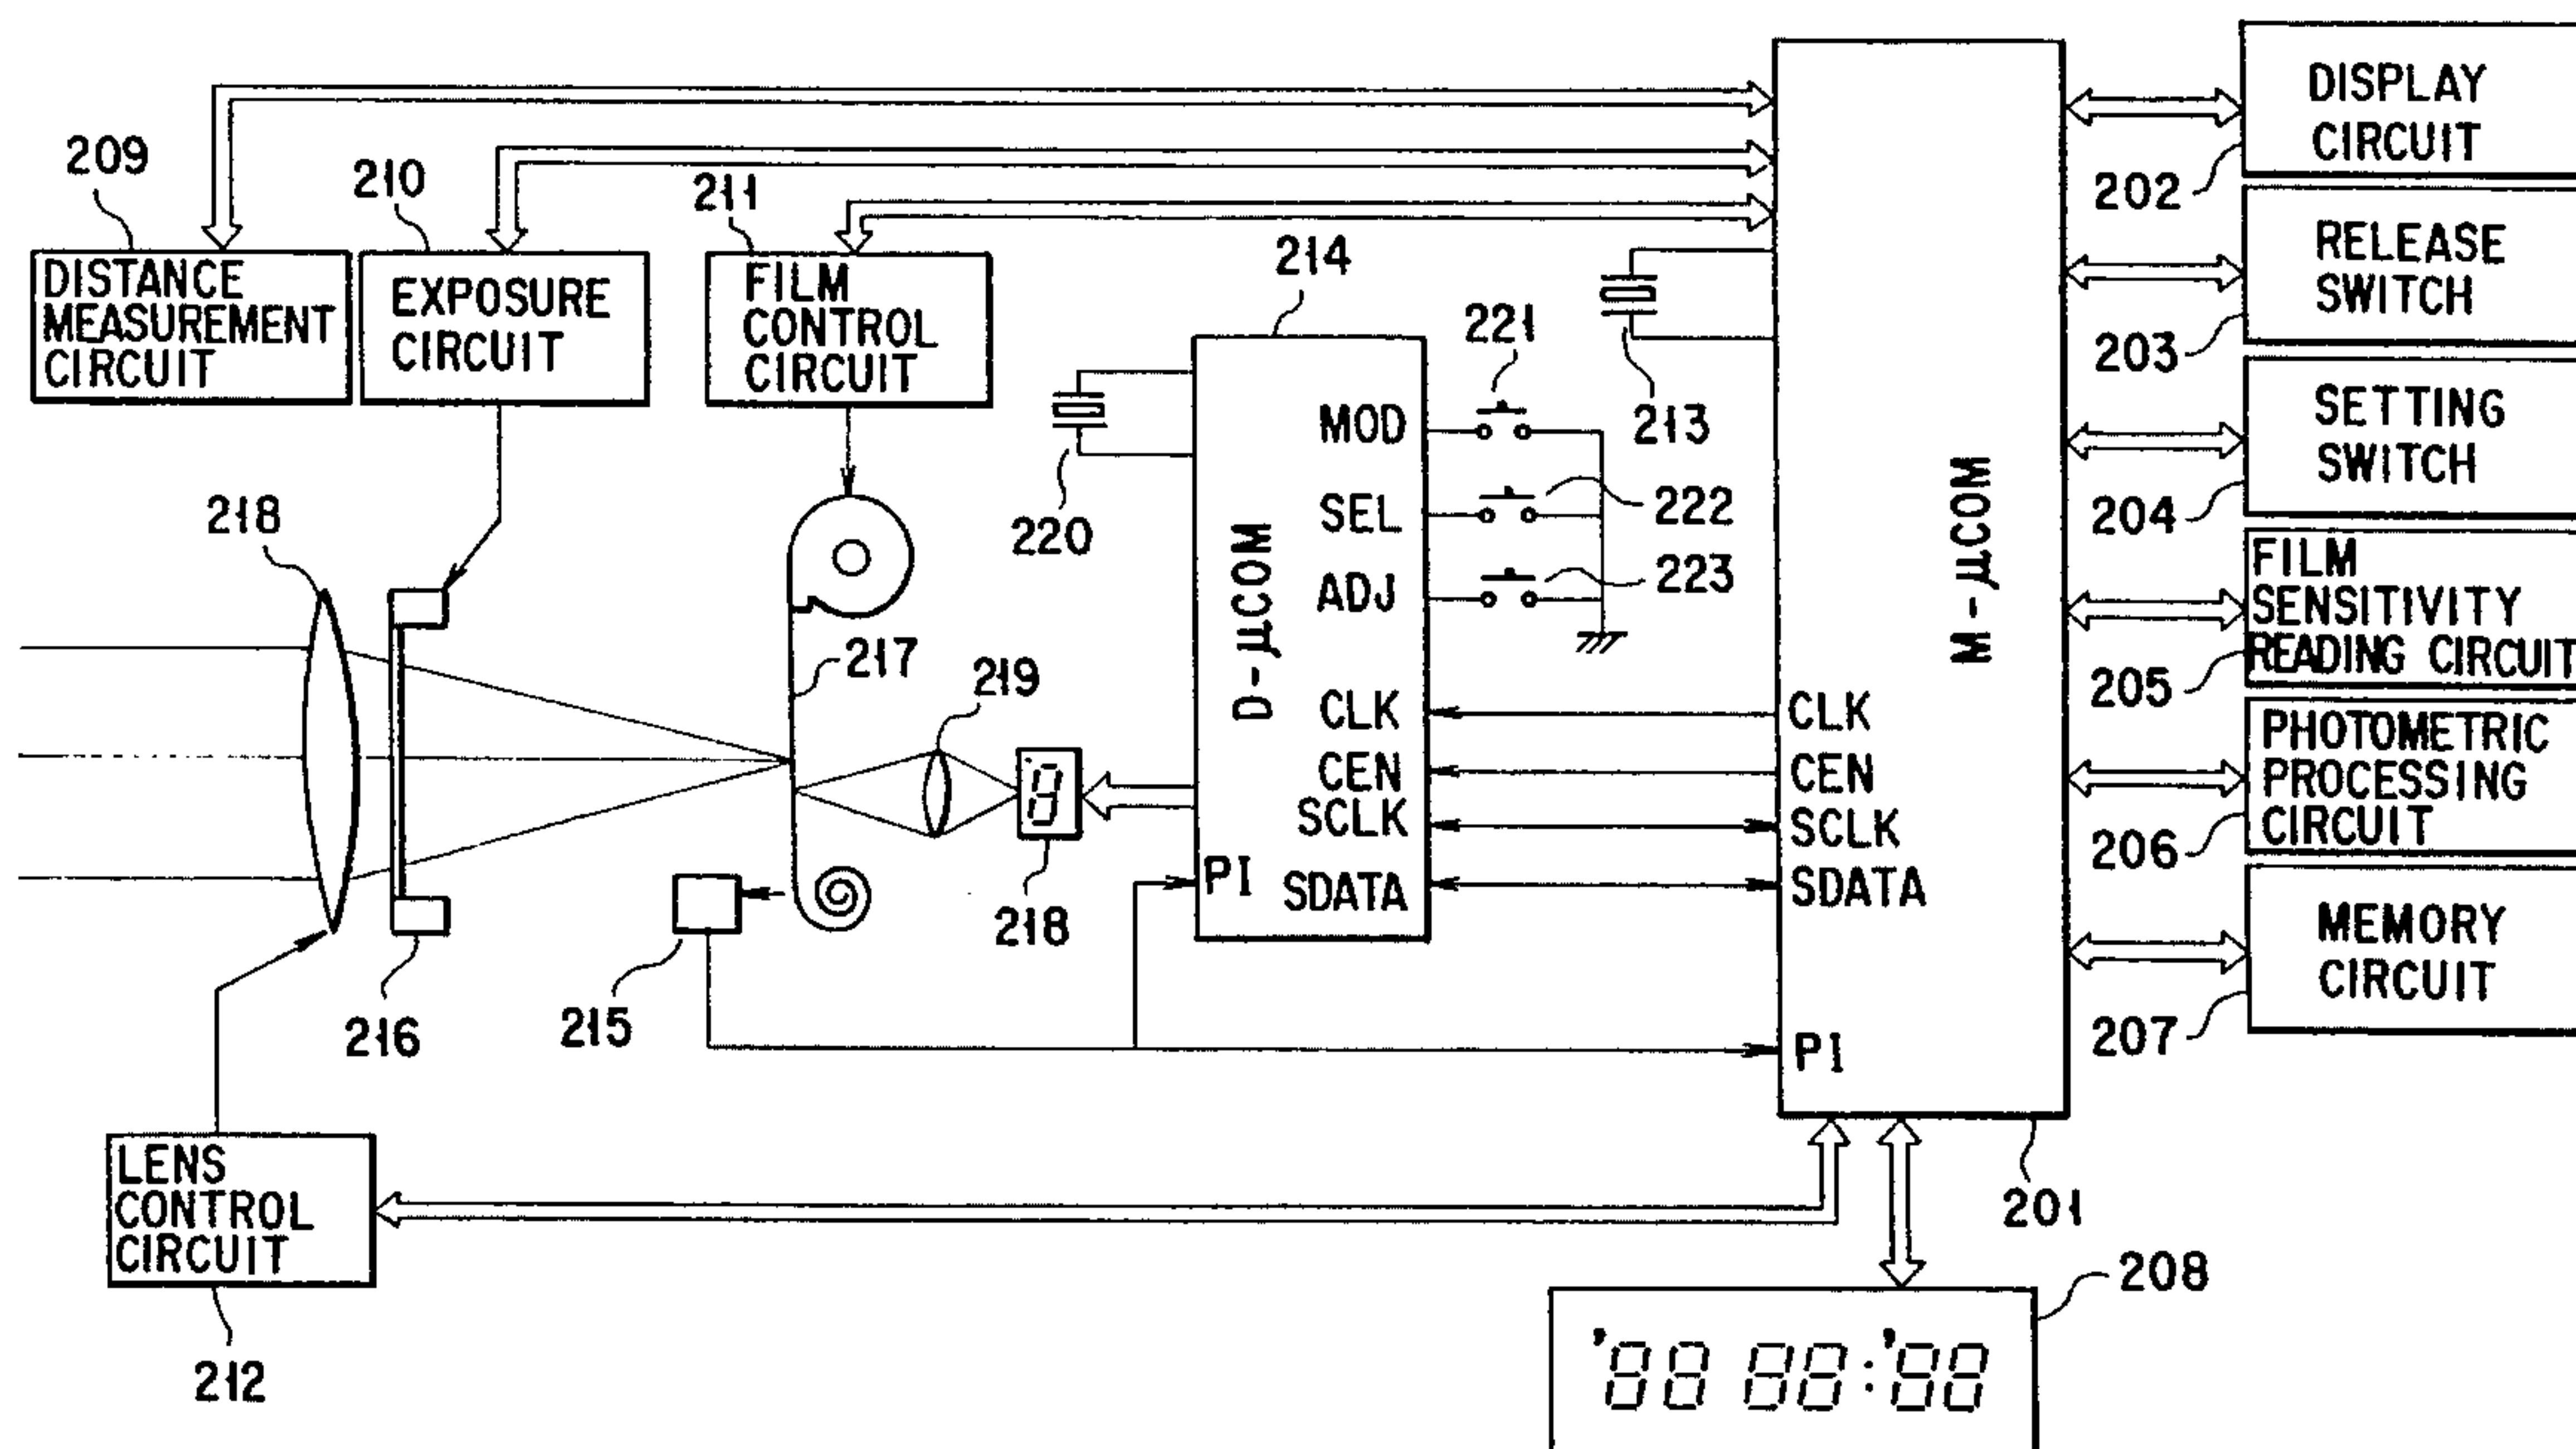 DISPLAY
CIRCUIT
202
RELEASE
SWITCH
203
SETTING
SWITCH
204
FILM
SENSITIVITY
READING CIRCUIT
205
PHOTOMETRIC
PROCESSING
CIRCUIT
206
MEMORY
CIRCUIT
207
209
DISTANCE
MEASUREMENT
CIRCUIT
210
EXPOSURE
CIRCUIT
211
FILM
CONTROL
CIRCUIT
214
D-μCOM
MOD
SEL
ADJ
CLK
CEN
SCLK
SDATA
PI
220
221
222
223
213
M-μCOM
CLK
CEN
SCLK
SDATA
PI
201
218
216
217
219
8
218
215
LENS
CONTROL
CIRCUIT
212
208
'88 88:'88